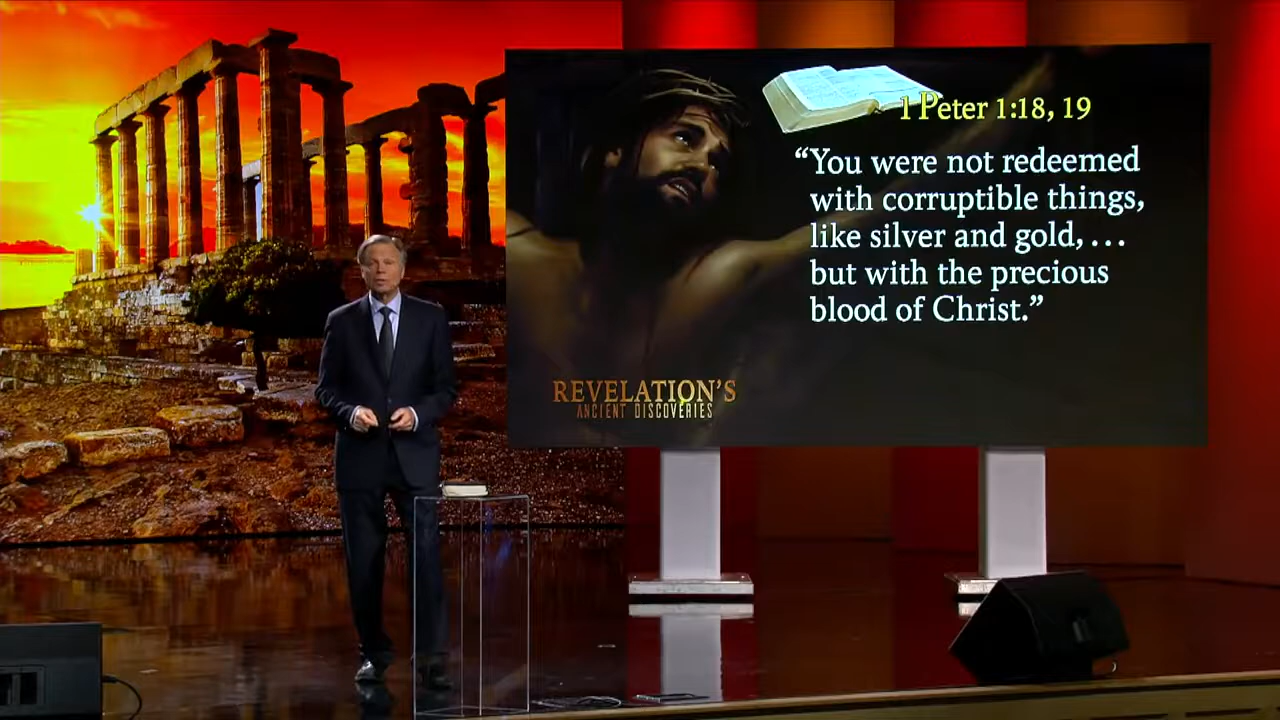 1 Peter 1:18, 19
“You were not redeemed
with corruptible things,
like silver and gold, . . .
but with the precious
blood of Christ.”
REVELATION'S
ANCIENT DISCOVERIES